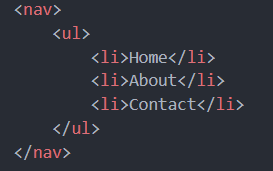 <nav>
    <ul>
        <li>Home</li>
        <li>About</li>
        <li>Contact</li>
    </ul>
</nav>